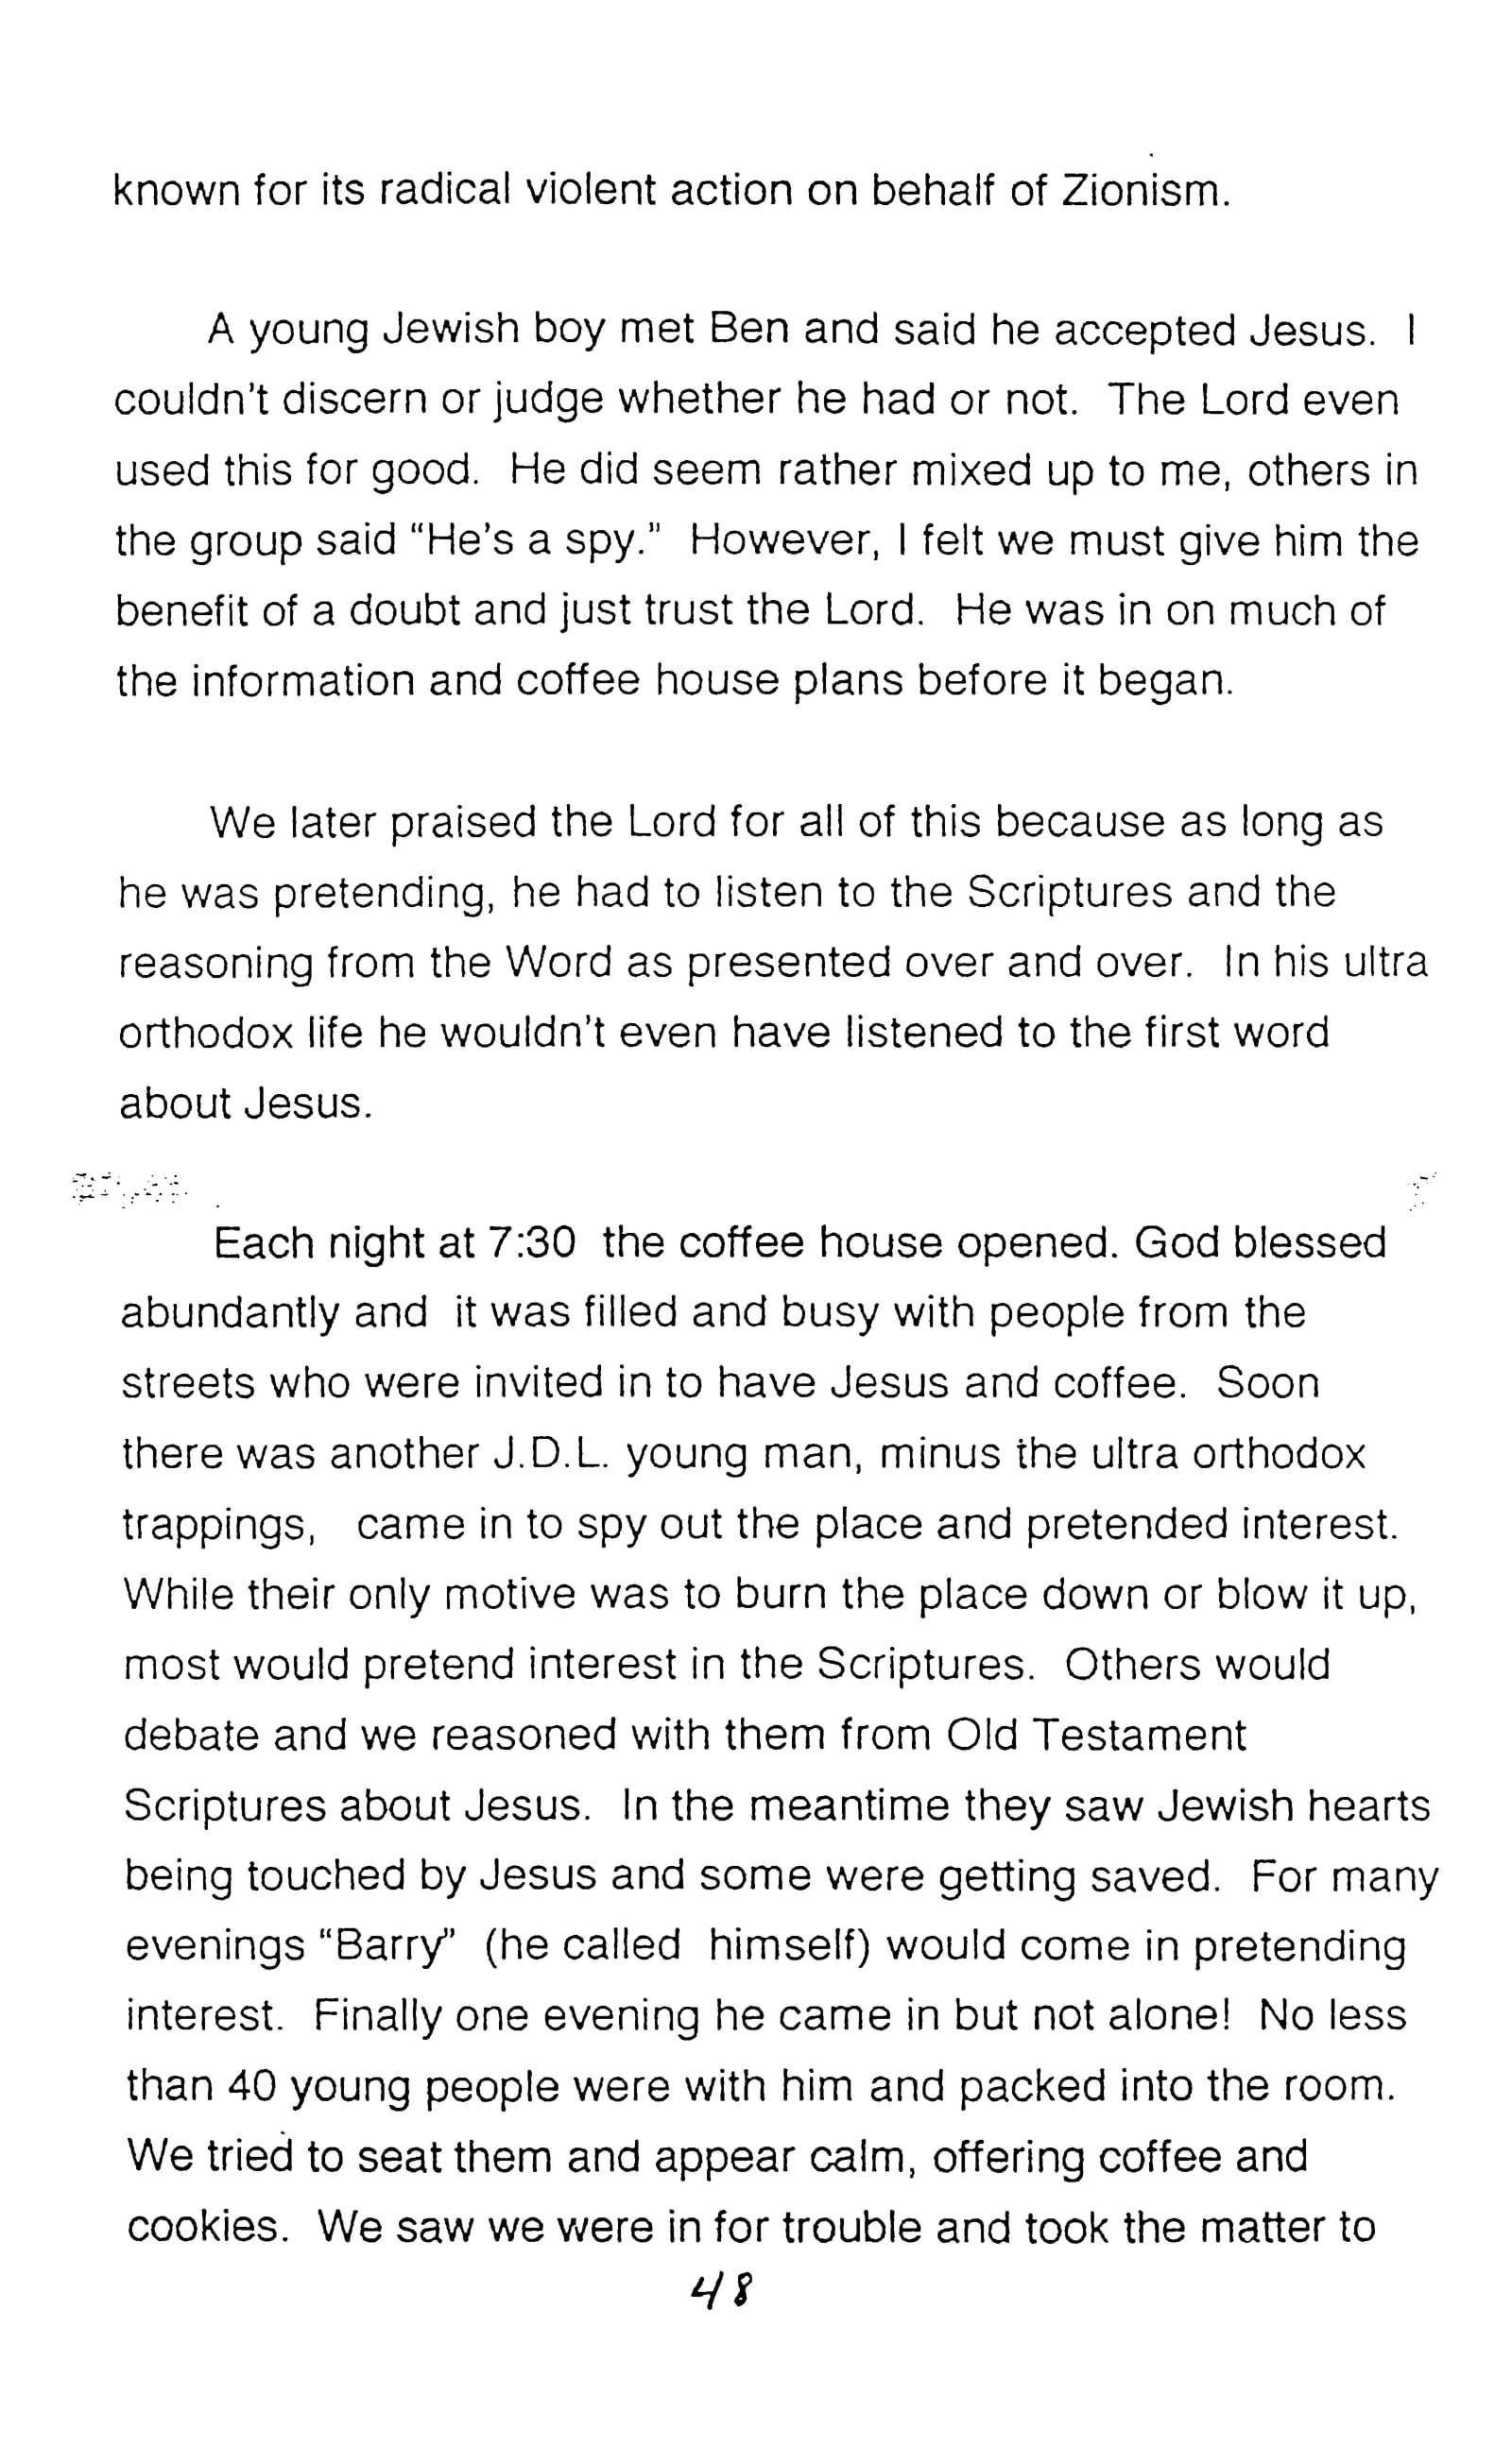 known for its radical violent action on behalf of Zionism.
A young Jewish boy met Ben and said he accepted Jesus. I
couldn't discern or judge whether he had or not. The Lord even
used this for good. He did seem rather mixed up to me, others in
the group said "He's a spy." However, I felt we must give him the
benefit of a doubt and just trust the Lord. He was in on much of
the information and coffee house plans before it began.
We later praised the Lord for all of this because as long as
he was pretending, he had to listen to the Scriptures and the
reasoning from the Word as presented over and over. In his ultra
orthodox life he wouldn't even have listened to the first word
about Jesus.
Each night at 7:30 the coffee house opened. God blessed
abundantly and it was filled and busy with people from the
streets who were invited in to have Jesus and coffee. Soon
there was another J.D.L. young man, minus the ultra orthodox
trappings, came in to spy out the place and pretended interest.
While their only motive was to burn the place down or blow it up,
most would pretend interest in the Scriptures. Others would
debate and we reasoned with them from Old Testament
Scriptures about Jesus. In the meantime they saw Jewish hearts
being touched by Jesus and some were getting saved. For many
evenings "Barry" (he called himself) would come in pretending
interest. Finally one evening he came in but not alone! No less
than 40 young people were with him and packed into the room.
We tried to seat them and appear calm, offering coffee and
cookies. We saw we were in for trouble and took the matter to
48